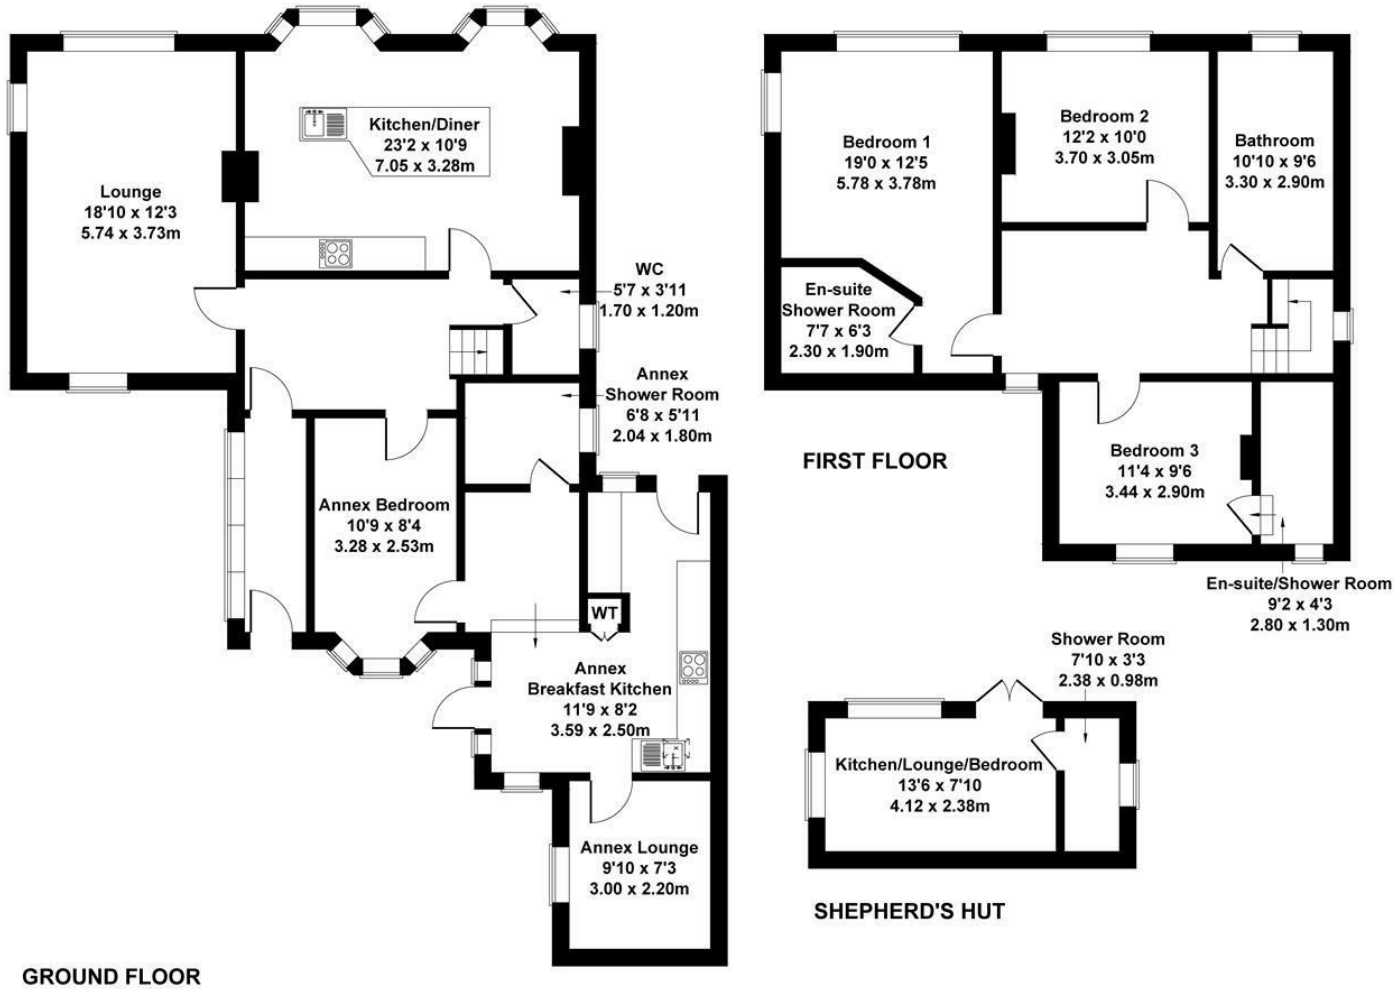 Kitchen/Diner
23'2 x 10'9
7.05 x 3.28m
Lounge
18'10 x 12'3
5.74 x 3.73m
WC
5'7 x 3'11
1.70 x 1.20m
Annex
Shower Room
6'8 x 5'11
2.04 x 1.80m
Annex Bedroom
10'9 x 8'4
3.28 x 2.53m
WT
Annex
Breakfast Kitchen
11'9 x 8'2
3.59 x 2.50m
Annex Lounge
9'10 x 7'3
3.00 x 2.20m
GROUND FLOOR
Bedroom 1
19'0 x 12'5
5.78 x 3.78m
Bedroom 2
12'2 x 10'0
3.70 x 3.05m
Bathroom
10'10 x 9'6
3.30 x 2.90m
En-suite
Shower Room
7'7 x 6'3
2.30 x 1.90m
Bedroom 3
11'4 x 9'6
3.44 x 2.90m
En-suite/Shower Room
9'2 x 4'3
2.80 x 1.30m
FIRST FLOOR
Shower Room
7'10 x 3'3
2.38 x 0.98m
Kitchen/Lounge/Bedroom
13'6 x 7'10
4.12 x 2.38m
SHEPHERD'S HUT